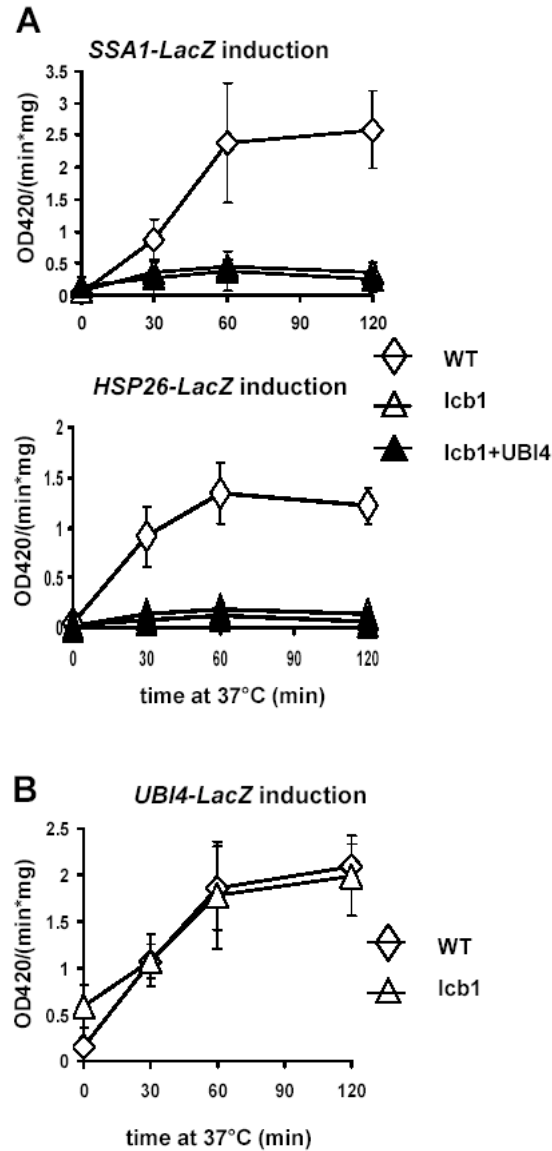 A
SSA1-LacZ induction
3.5
3
2.5
2
1.5
1
0.5
0
OD420/(min*mg)
0 30 60 90 120
WT
lcb1
lcb1+UBI4
HSP26-LacZ induction
2
1.5
1
0.5
0
OD420/(min*mg)
0 30 60 90 120
time at 37°C (min)
B
UBI4-LacZ induction
2.5
2
1.5
1
0.5
0
OD420/(min*mg)
0 30 60 90 120
WT
lcb1
time at 37°C (min)